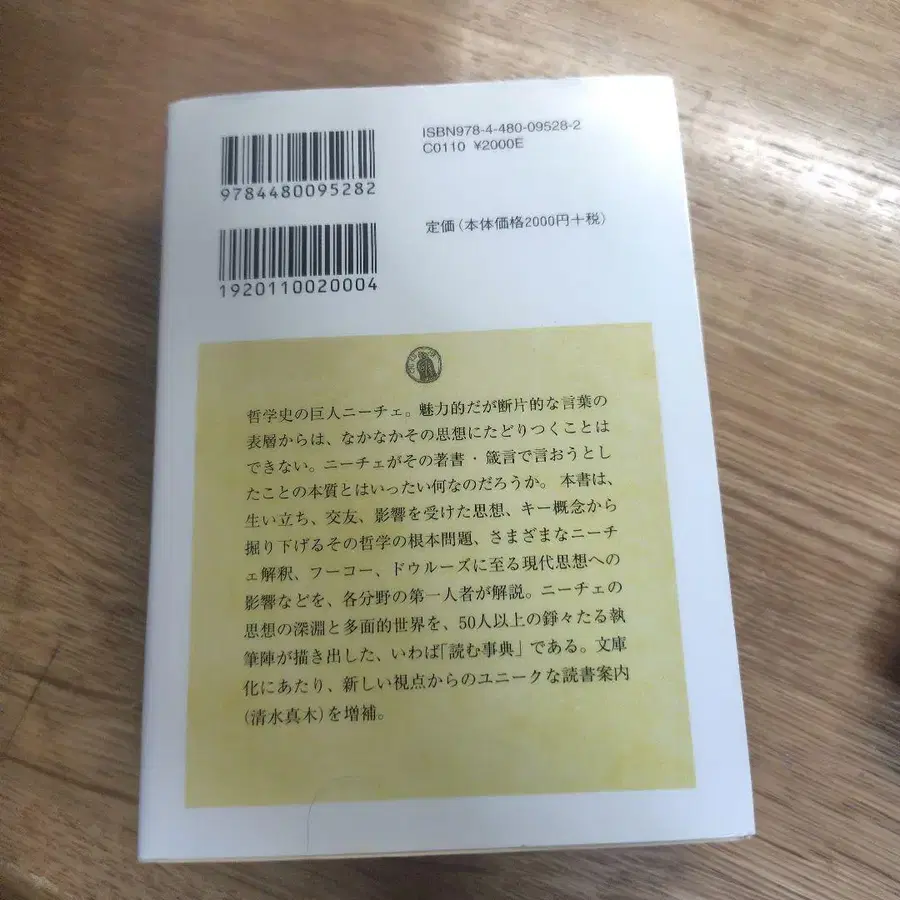 ISBN978-4-480-09528-2
C0110 ¥2000E
9784480095282
定価(本体価格2000円+税)
1920110020004
哲学史の巨人ニーチェ。魅力的だが断片的な言葉の
表層からは、なかなかその思想にたどりつくことは
できない。ニーチェがその著書・箴言で言おうとし
たことの本質とはいったい何なのだろうか。本書は、
生い立ち、交友、影響を受けた思想、キー概念から
掘り下げるその哲学の根本問題、さまざまなニーチ
ェ解釈、フーコー、ドゥルーズに至る現代思想への
影響などを、各分野の第一人者が解説。ニーチェの
思想の深淵と多面的世界を、50人以上の錚々たる執
筆陣が描き出した、いわば「読む事典」である。文庫
化にあたり、新しい視点からのユニークな読書案内
(清水真木)を増補。